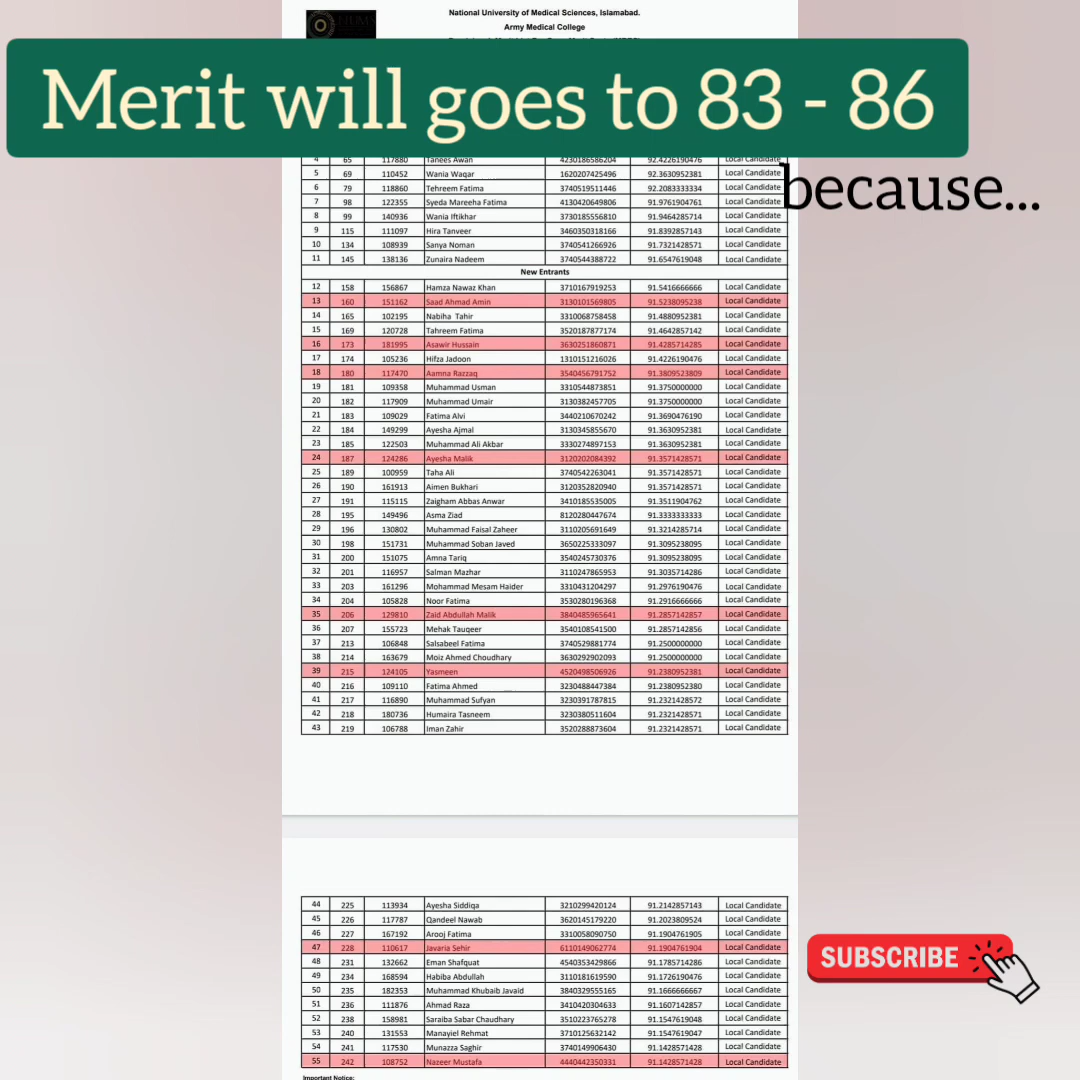 NUMS
National University of Medical Sciences, Islamabad.
Army Medical College
Merit will goes to 83 - 86
because...
4 65 117880 Tanees Awan 4230186586204 92.4226190476 Local Candidate
5 69 110452 Wania Waqar 1620207425496 92.3630952381 Local Candidate
6 79 118860 Tehreem Fatima 3740519511446 92.2083333334 Local Candidate
7 98 122355 Syeda Mareeha Fatima 4130420649806 91.9761904761 Local Candidate
8 99 140936 Wania Iftikhar 3730185556810 91.9464285714 Local Candidate
9 115 111097 Hira Tanveer 3460350318166 91.8392857143 Local Candidate
10 134 108939 Sanya Noman 3740541266926 91.7321428571 Local Candidate
11 145 138136 Zunaira Nadeem 3740544388722 91.6547619048 Local Candidate
New Entrants
12 158 156867 Hamza Nawaz Khan 3710167919253 91.5416666666 Local Candidate
13 160 151162 Saad Ahmad Amin 3130101569805 91.5238095238 Local Candidate
14 165 102195 Nabiha Tahir 3310068758458 91.4880952381 Local Candidate
15 169 120728 Tahreem Fatima 3520187877174 91.4642857142 Local Candidate
16 173 181995 Asawir Hussain 3630251860871 91.4285714285 Local Candidate
17 174 105236 Hifza Jadoon 1310151216026 91.4226190476 Local Candidate
18 180 117470 Aamna Razzaq 3540456791752 91.3809523809 Local Candidate
19 181 109358 Muhammad Usman 3310544873851 91.3750000000 Local Candidate
20 182 117909 Muhammad Umair 3130382457705 91.3750000000 Local Candidate
21 183 109029 Fatima Alvi 3440210670242 91.3690476190 Local Candidate
22 184 149299 Ayesha Ajmal 3130345855670 91.3630952381 Local Candidate
23 185 122503 Muhammad Ali Akbar 3330274897153 91.3630952381 Local Candidate
24 187 124286 Ayesha Malik 3120202084392 91.3571428571 Local Candidate
25 189 100959 Taha Ali 3740542263041 91.3571428571 Local Candidate
26 190 161913 Aimen Bukhari 3120352820940 91.3571428571 Local Candidate
27 191 115115 Zaigham Abbas Anwar 3410185535005 91.3511904762 Local Candidate
28 195 149496 Asma Ziad 8120280447674 91.3333333333 Local Candidate
29 196 130802 Muhammad Faisal Zaheer 3110205691649 91.3214285714 Local Candidate
30 198 151731 Muhammad Soban Javed 3650225333097 91.3095238095 Local Candidate
31 200 151075 Amna Tariq 3540245730376 91.3095238095 Local Candidate
32 201 116957 Salman Mazhar 3110247865953 91.3035714286 Local Candidate
33 203 161296 Mohammad Mesam Haider 3310431204297 91.2976190476 Local Candidate
34 204 105828 Noor Fatima 3530280196368 91.2916666666 Local Candidate
35 206 129810 Zaid Abdullah Malik 3840485965641 91.2857142857 Local Candidate
36 207 155723 Mehak Tauqeer 3540108541500 91.2857142856 Local Candidate
37 213 106848 Salsabeel Fatima 3740529881774 91.2500000000 Local Candidate
38 214 163679 Moiz Ahmed Choudhary 3630292902093 91.2500000000 Local Candidate
39 215 124105 Yasmeen 4520498506926 91.2380952381 Local Candidate
40 216 109110 Fatima Ahmed 3230488447384 91.2380952380 Local Candidate
41 217 116890 Muhammad Sufyan 3230391787815 91.2321428572 Local Candidate
42 218 180736 Humaira Tasneem 3230380511604 91.2321428571 Local Candidate
43 219 106788 Iman Zahir 3520288873604 91.2321428571 Local Candidate
44 225 113934 Ayesha Siddiqa 3210299420124 91.2142857143 Local Candidate
45 226 117787 Qandeel Nawab 3620145179220 91.2023809524 Local Candidate
46 227 167192 Arooj Fatima 3310058090750 91.1904761905 Local Candidate
47 228 110617 Javaria Sehir 6110149062774 91.1904761904 Local Candidate
48 231 132662 Eman Shafquat 4540353429866 91.1785714286 Local Candidate
49 234 168594 Habiba Abdullah 3110181619590 91.1726190476 Local Candidate
50 235 182353 Muhammad Khubaib Javaid 3840329555165 91.1666666667 Local Candidate
51 236 111876 Ahmad Raza 3410420304633 91.1607142857 Local Candidate
52 238 158981 Saraiba Sabar Chaudhary 3510223765278 91.1547619048 Local Candidate
53 240 131553 Manayiel Rehmat 3710125632142 91.1547619047 Local Candidate
54 241 117530 Munazza Saghir 3740149906430 91.1428571428 Local Candidate
55 242 108752 Nazeer Mustafa 4440442350331 91.1428571428 Local Candidate
Important Notice:
SUBSCRIBE